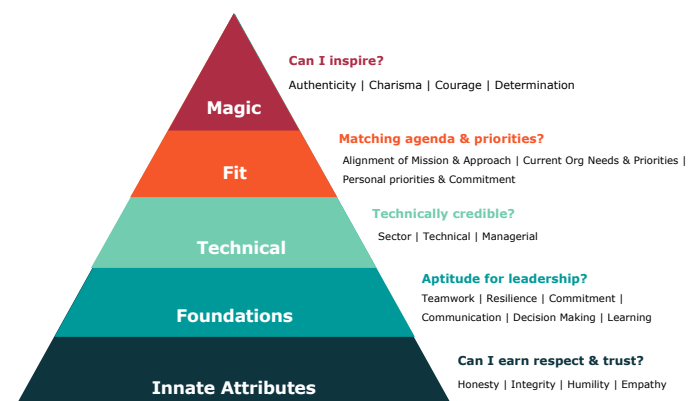 Can I inspire?
Authenticity | Charisma | Courage | Determination
Magic
Matching agenda & priorities?
Alignment of Mission & Approach | Current Org Needs & Priorities |
Personal priorities & Commitment
Fit
Technically credible?
Sector | Technical | Managerial
Technical
Aptitude for leadership?
Teamwork | Resilience | Commitment |
Communication | Decision Making | Learning
Foundations
Can I earn respect & trust?
Honesty | Integrity | Humility | Empathy
Innate Attributes